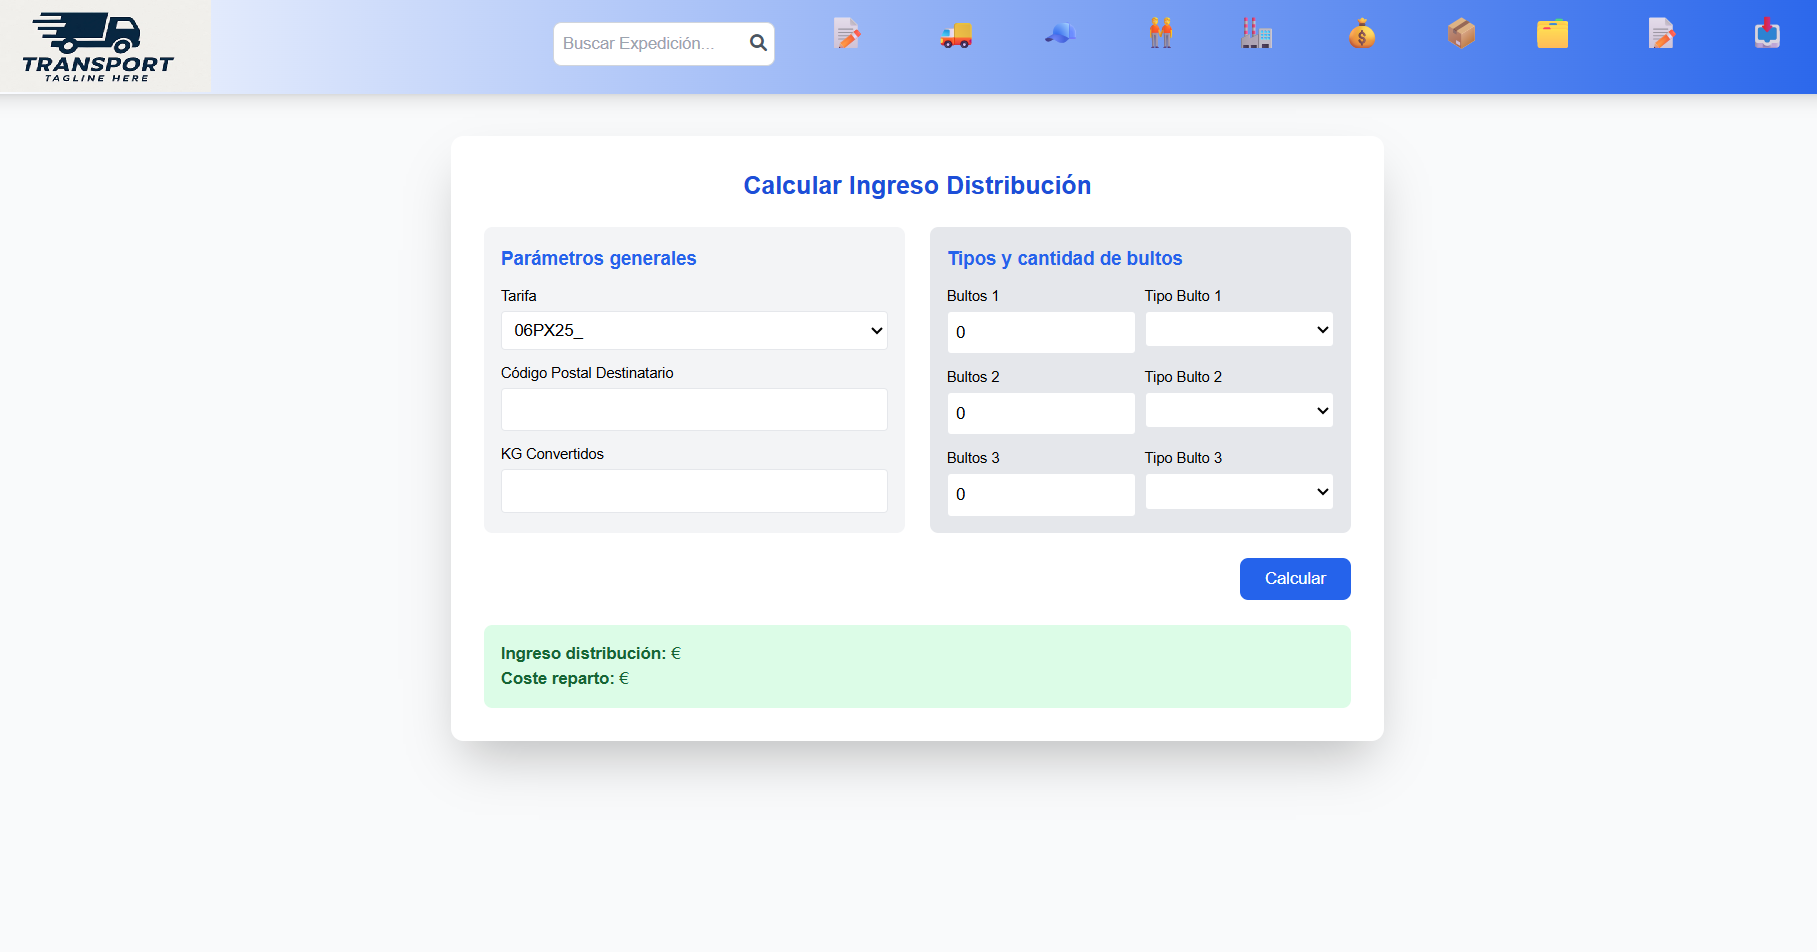 TRANSPORT
TAGLINE HERE
Buscar Expedición...
Calcular Ingreso Distribución
Parámetros generales
Tarifa
06PX25_
Código Postal Destinatario
KG Convertidos
Tipos y cantidad de bultos
Bultos 1 Tipo Bulto 1
0
Bultos 2 Tipo Bulto 2
0
Bultos 3 Tipo Bulto 3
0
Calcular
Ingreso distribución: €
Coste reparto: €